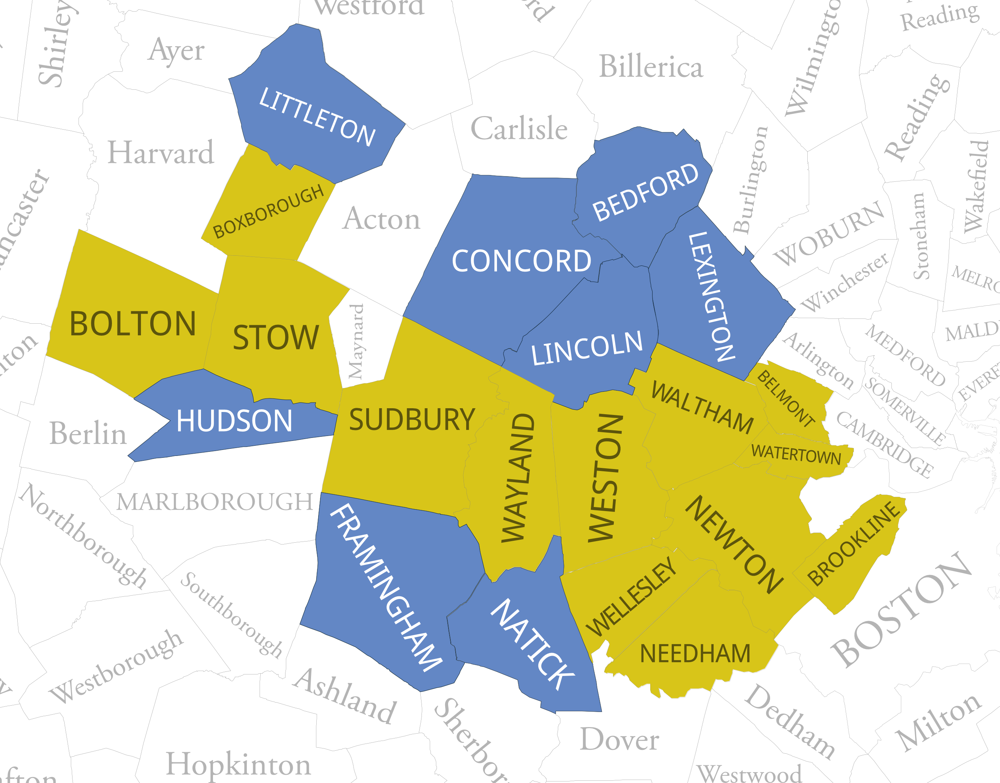 Shirley
Westford
Reading
Ayer
Billerica
Wilmingto
LITTLETON
Carlisle
Reading
Harvard
Burlington
Wakefield
BEDFORD
BOXBOROUGH
Acton
WOBURN
Stoneham
CONCORD
LEXINGTON
Winchester
MELRO
BOLTON
STOW
Maynard
LINCOLN
Arlington
MEDFORD
MALD
EVERE
HUDSON
SUDBURY
WALTHAM
BELMONT
SOMERVILLE
Berlin
WAYLAND
WESTON
WATERTOWN
CAMBRIDGE
MARLBOROUGH
Northborough
FRAMINGHAM
NEWTON
BROOKLINE
Southborough
WELLESLEY
NATICK
BOSTON
Westborough
NEEDHAM
Ashland
Sherbor
Dedham
Milton
Dover
Hopkinton
Westwood